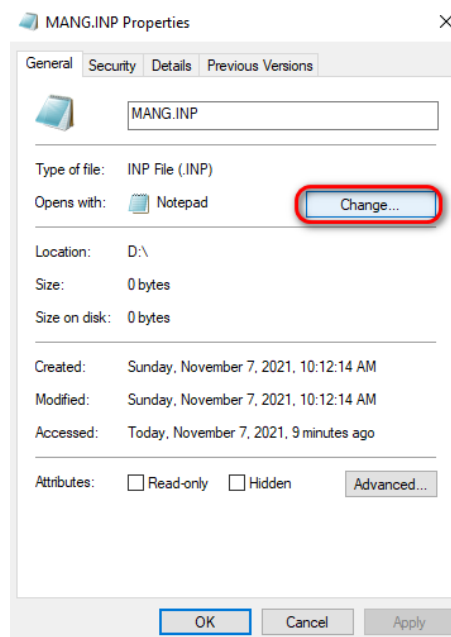 MANG.INP Properties
General Security Details Previous Versions
MANG.INP
Type of file: INP File (.INP)
Opens with: Notepad Change...
Location: D:\
Size: 0 bytes
Size on disk: 0 bytes
Created: Sunday, November 7, 2021, 10:12:14 AM
Modified: Sunday, November 7, 2021, 10:12:14 AM
Accessed: Today, November 7, 2021, 9 minutes ago
Attributes: Read-only Hidden Advanced...
OK Cancel Apply